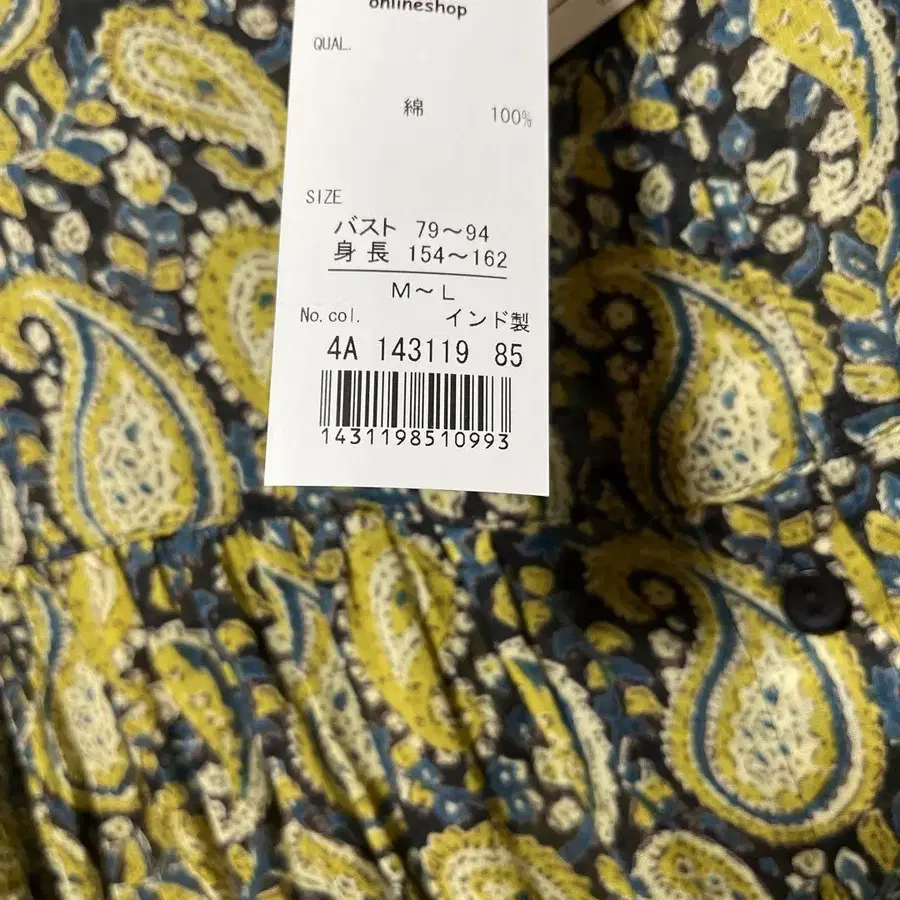 onlineshop
QUAL.
綿 100%
SIZE
バスト 79〜94
身長 154〜162
M〜L
No. col. インド製
4A 143119 85
1431198510993